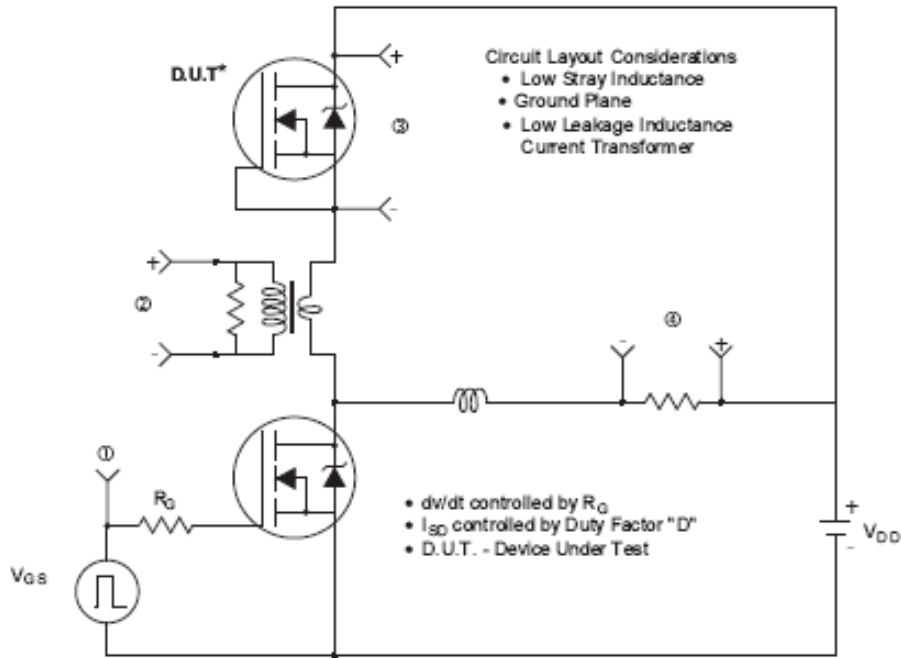 D.U.T*
+
Circuit Layout Considerations
• Low Stray Inductance
• Ground Plane
• Low Leakage Inductance
Current Transformer
③
-
+
②
-
④
-
+
①
R_G
• dv/dt controlled by R_G
• I_SD controlled by Duty Factor "D"
• D.U.T. - Device Under Test
+
V_DD
-
V_GS